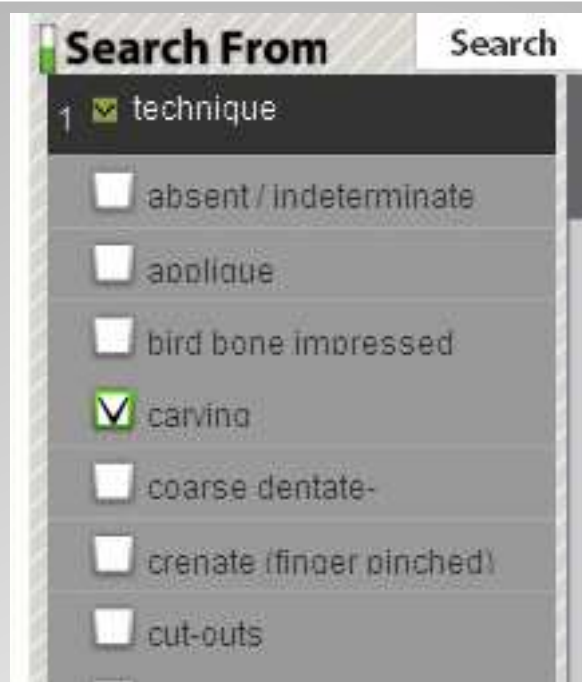 Search From
Search
1 technique
absent / indeterminate
applique
bird bone impressed
carving
coarse dentate-
crenate (finger pinched)
cut-outs